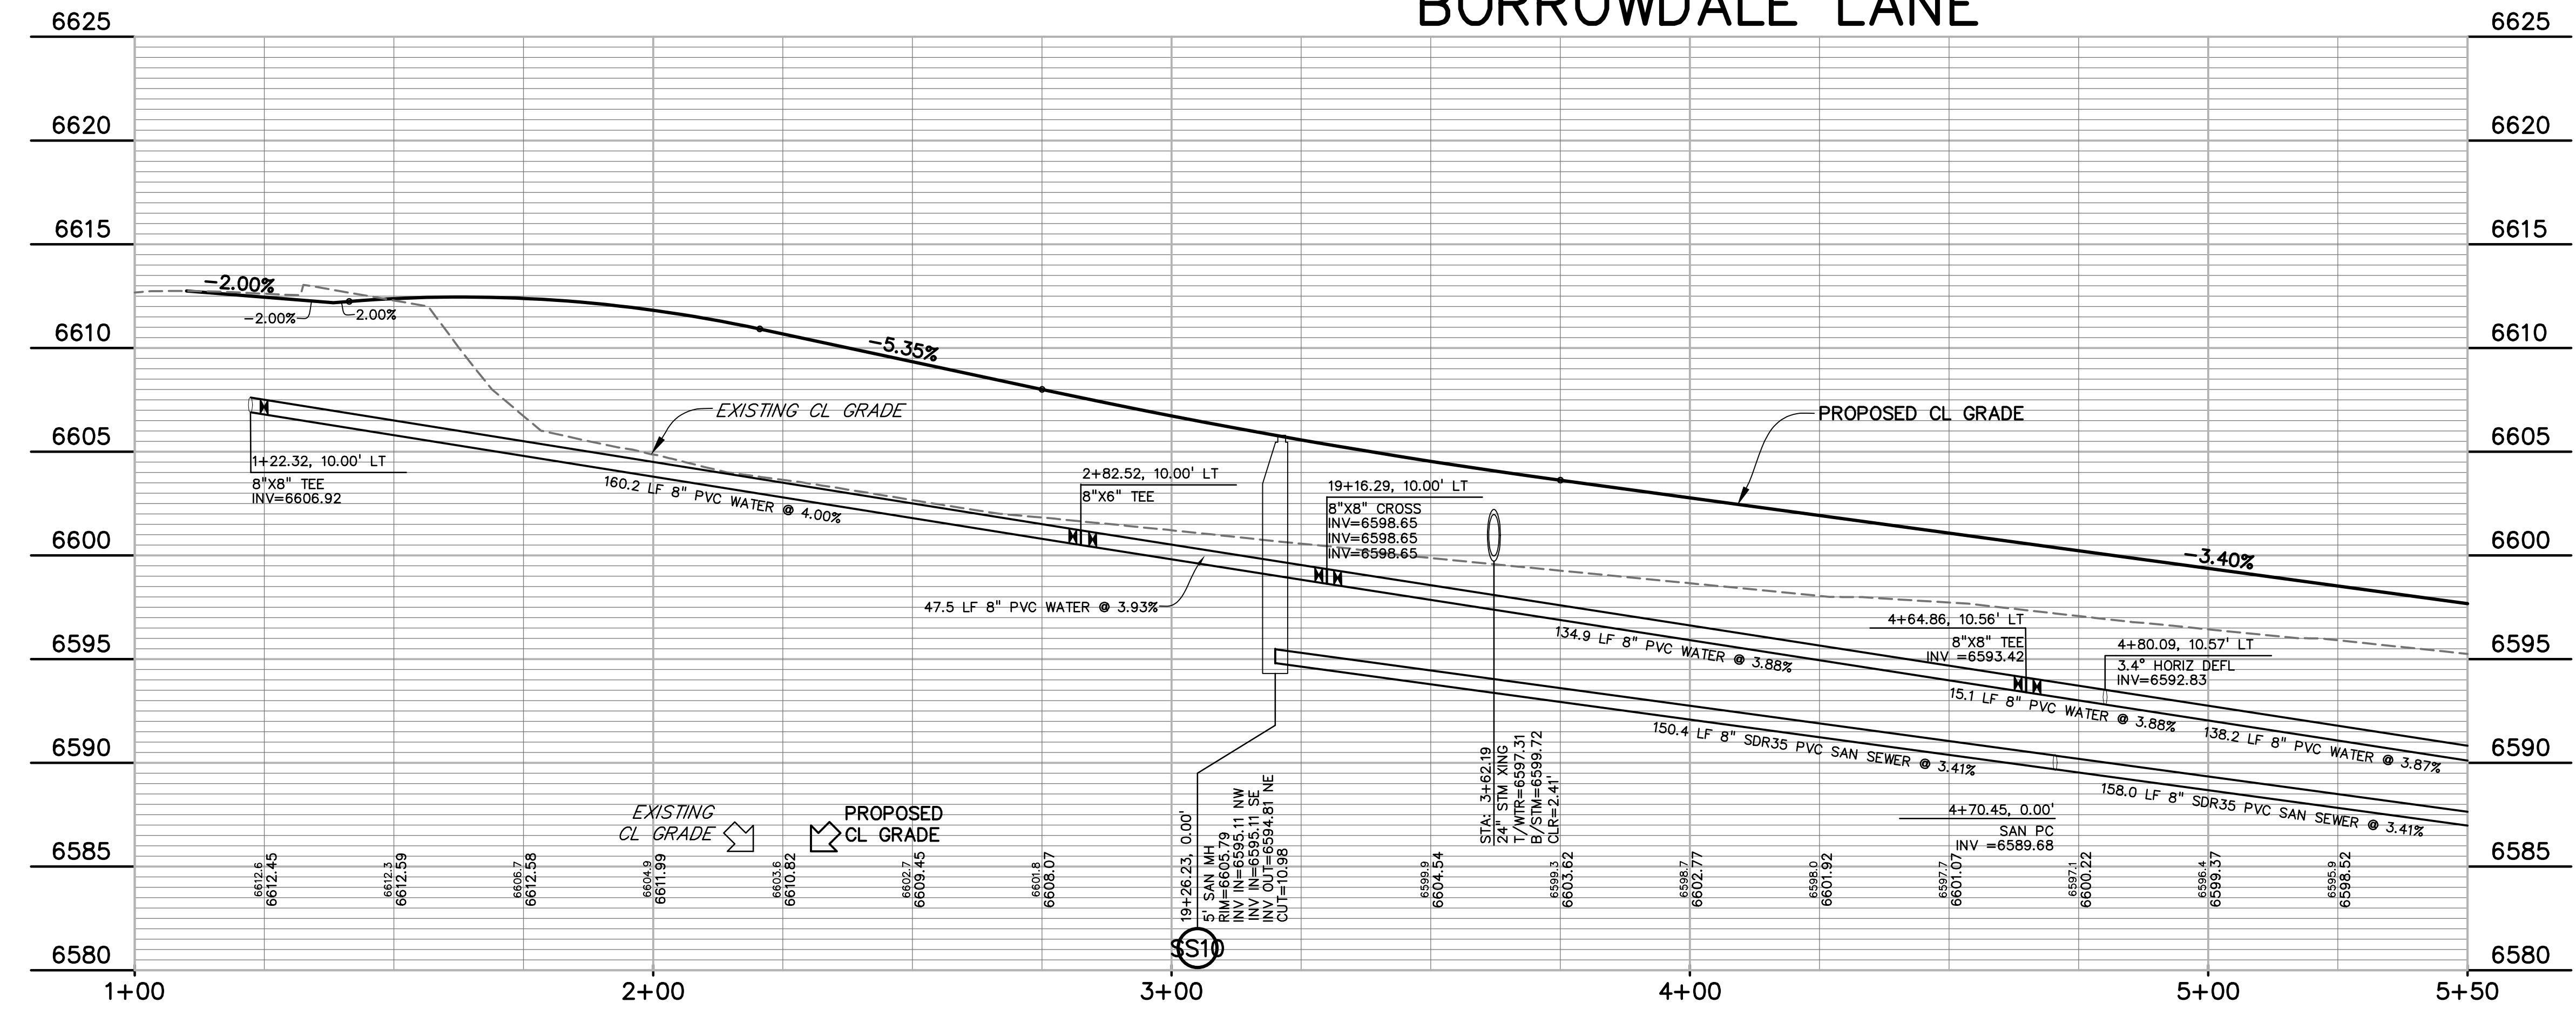 BORROWDALE LANE
6625
6625
6620
6620
6615
6615
6610
6610
6605
6605
6600
6600
6595
6595
6590
6590
6585
6585
6580
6580
-2.00%
-2.00%
2.00%
-5.35%
EXISTING CL GRADE
PROPOSED CL GRADE
-3.40%
1+22.32, 10.00' LT
8"X8" TEE
INV=6606.92
160.2 LF 8" PVC WATER @ 4.00%
2+82.52, 10.00' LT
8"X6" TEE
47.5 LF 8" PVC WATER @ 3.93%
19+16.29, 10.00' LT
8"X8" CROSS
INV=6598.65
INV=6598.65
INV=6598.65
134.9 LF 8" PVC WATER @ 3.88%
4+64.86, 10.56' LT
8"X8" TEE
INV =6593.42
4+80.09, 10.57' LT
3.4° HORIZ DEFL
INV=6592.83
15.1 LF 8" PVC WATER @ 3.88%
138.2 LF 8" PVC WATER @ 3.87%
150.4 LF 8" SDR35 PVC SAN SEWER @ 3.41%
158.0 LF 8" SDR35 PVC SAN SEWER @ 3.41%
4+70.45, 0.00'
SAN PC
INV =6589.68
STA: 3+62.19
24" STM XING
T/WTR=6597.31
B/STM=6599.72
CLR=2.41'
19+26.23, 0.00'
5' SAN MH
RIM=6605.79
INV IN=6595.11 NW
INV IN=6595.11 SE
INV OUT=6594.81 NE
CUT=10.98
SS10
EXISTING
CL GRADE
PROPOSED
CL GRADE
6612.6
6612.45
6612.3
6612.59
6606.7
6612.58
6604.9
6611.99
6603.6
6610.82
6602.7
6609.45
6601.8
6608.07
6599.9
6604.54
6599.3
6603.62
6598.7
6602.77
6598.0
6601.92
6597.7
6601.07
6597.1
6600.22
6596.4
6599.37
6595.9
6598.52
1+00
2+00
3+00
4+00
5+00
5+50